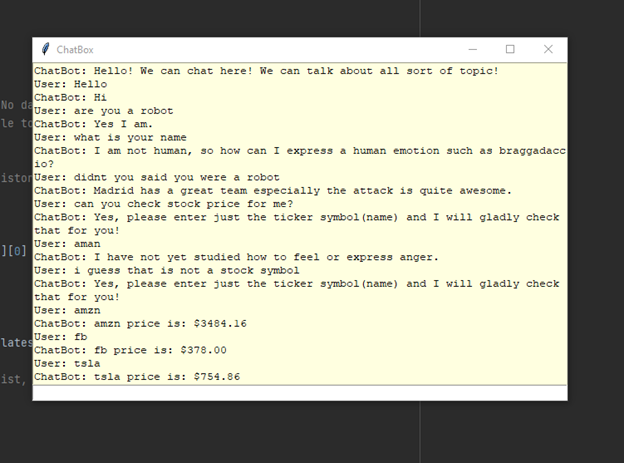 ChatBox
ChatBot: Hello! We can chat here! We can talk about all sort of topic!
User: Hello
No da
ChatBot: Hi
User: are you a robot
le to
ChatBot: Yes I am.
User: what is your name
ChatBot: I am not human, so how can I express a human emotion such as braggadacc
io?
User: didnt you said you were a robot
istor
ChatBot: Madrid has a great team especially the attack is quite awesome.
User: can you check stock price for me?
ChatBot: Yes, please enter just the ticker symbol(name) and I will gladly check
that for you!
User: aman
][0]
ChatBot: I have not yet studied how to feel or express anger.
User: i guess that is not a stock symbol
ChatBot: Yes, please enter just the ticker symbol(name) and I will gladly check
that for you!
User: amzn
ChatBot: amzn price is: $3484.16
User: fb
lates
ChatBot: fb price is: $378.00
User: tsla
ist,
ChatBot: tsla price is: $754.86